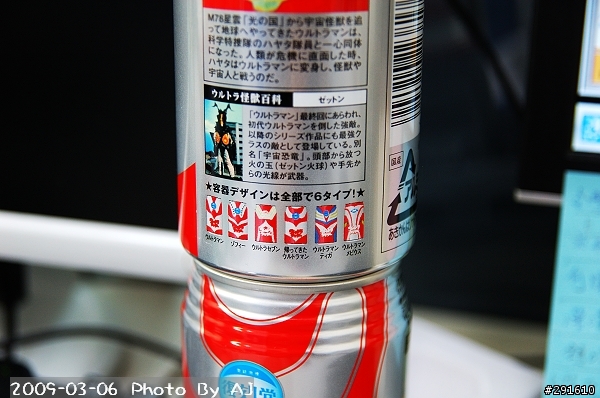 M78星雲「光の国」から宇宙怪獣を追
って地球へやってきたウルトラマンは、
科学特捜隊のハヤタ隊員と一心同体
になった。人類が危機に直面した時、
ハヤタはウルトラマンに変身し、怪獣や
宇宙人と戦うのだ。
ウルトラ怪獣百科
ゼットン
「ウルトラマン」最終回にあらわれ、
初代ウルトラマンを倒した強敵。
以降のシリーズ作品にも最強ク
ラスの敵として登場している。別
名「宇宙恐竜」。頭部から放つ
火の玉(ゼットン火球)や手先か
らの光線が武器。
★容器デザインは全部で6タイプ!★
ウルトラマン
ゾフィー
ウルトラセブン
帰ってきた
ウルトラマン
ウルトラマン
ティガ
ウルトラマン
メビウス
国産
あき
2009-03-06 Photo By AJ
#291610